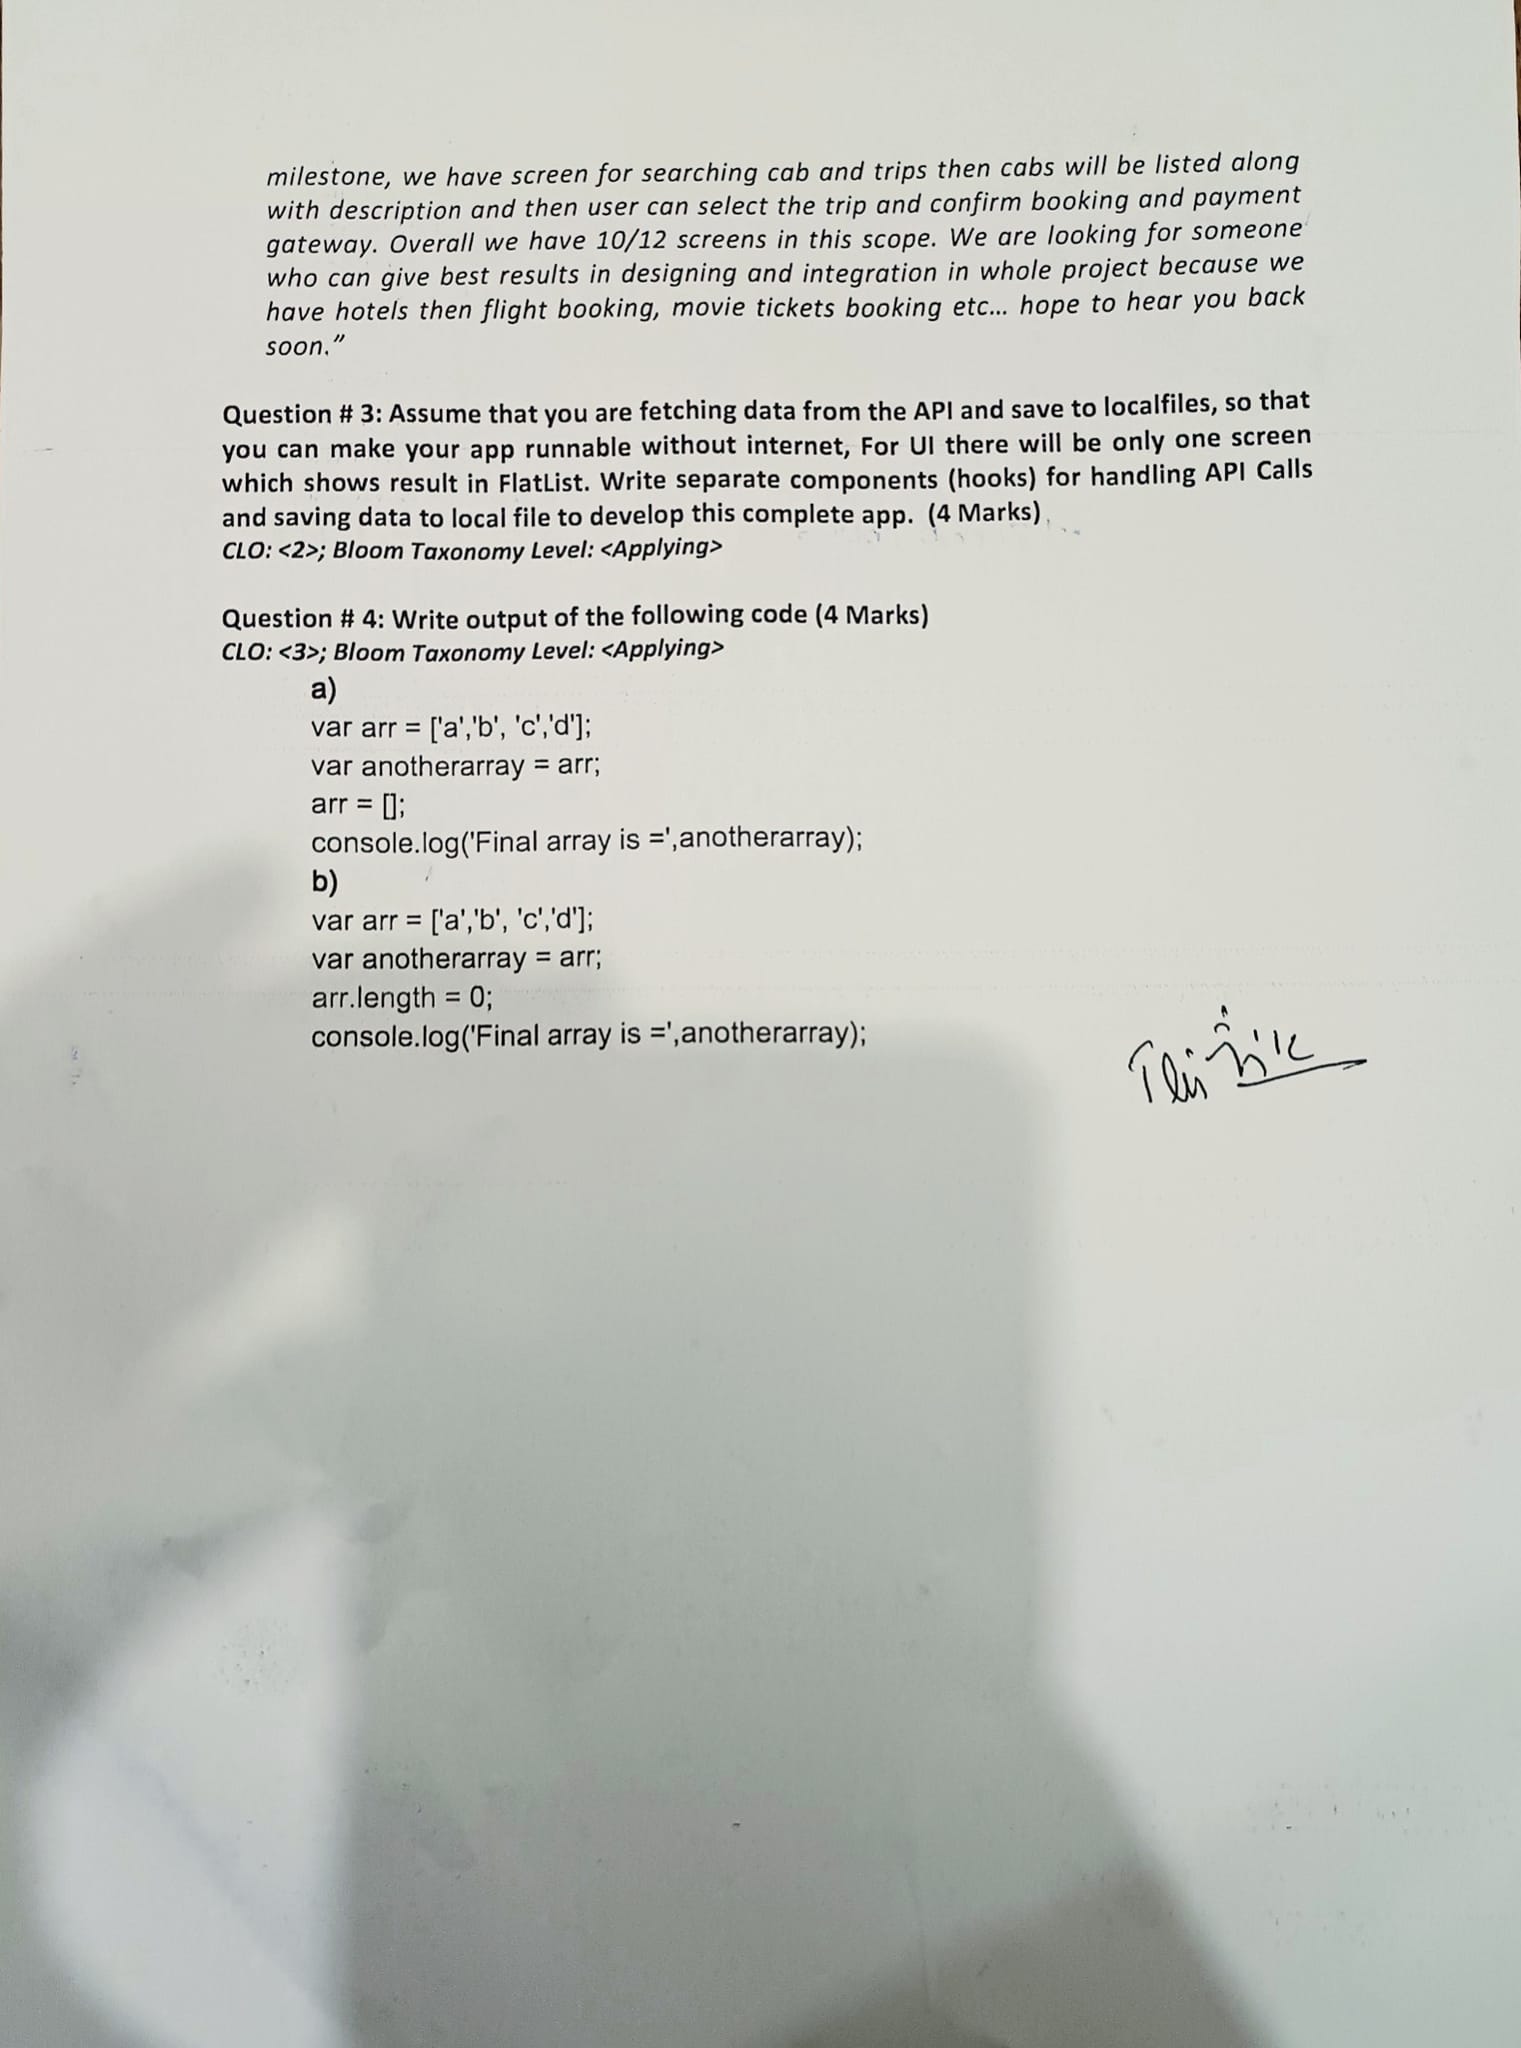 milestone, we have screen for searching cab and trips then cabs will be listed along
with description and then user can select the trip and confirm booking and payment
gateway. Overall we have 10/12 screens in this scope. We are looking for someone
who can give best results in designing and integration in whole project because we
have hotels then flight booking, movie tickets booking etc... hope to hear you back
soon.”
Question # 3: Assume that you are fetching data from the API and save to localfiles, so that
you can make your app runnable without internet, For UI there will be only one screen
which shows result in FlatList. Write separate components (hooks) for handling API Calls
and saving data to local file to develop this complete app. (4 Marks)
CLO: <2>; Bloom Taxonomy Level: <Applying>
Question # 4: Write output of the following code (4 Marks)
CLO: <3>; Bloom Taxonomy Level: <Applying>
a)
var arr = ['a','b', 'c','d'];
var anotherarray = arr;
arr = [];
console.log('Final array is =',anotherarray);
b)
var arr = ['a','b', 'c','d'];
var anotherarray = arr;
arr.length = 0;
console.log('Final array is =',anotherarray);